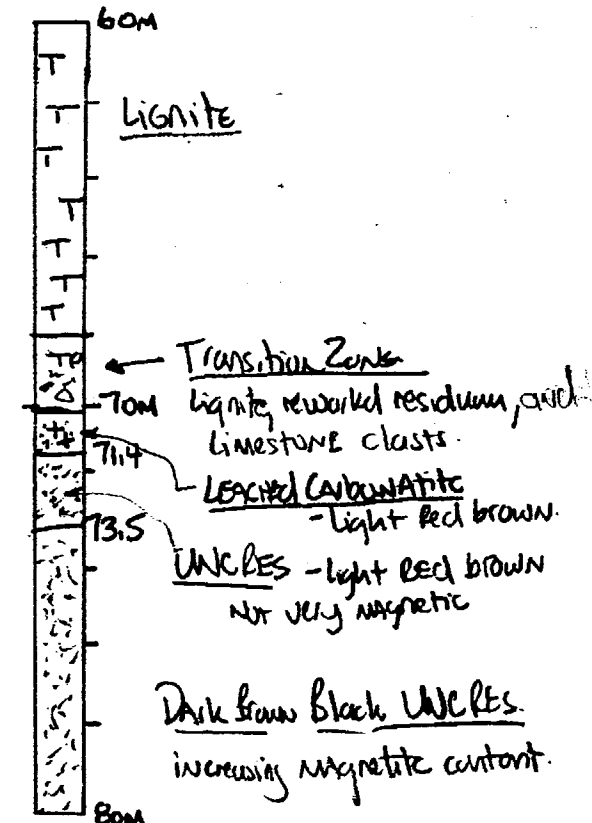 60M
T
T
Lignite
T
T
T
T
T
Transition Zone
T
70M
Lignite, reworked residuum, and
Limestone clasts.
71.4
LEACHED CARBONATITE
- Light Red brown.
73.5
UNCRES - light RED brown
Not very magnetic
Dark Brown Black UNCRES.
increasing magnetite content.
80M